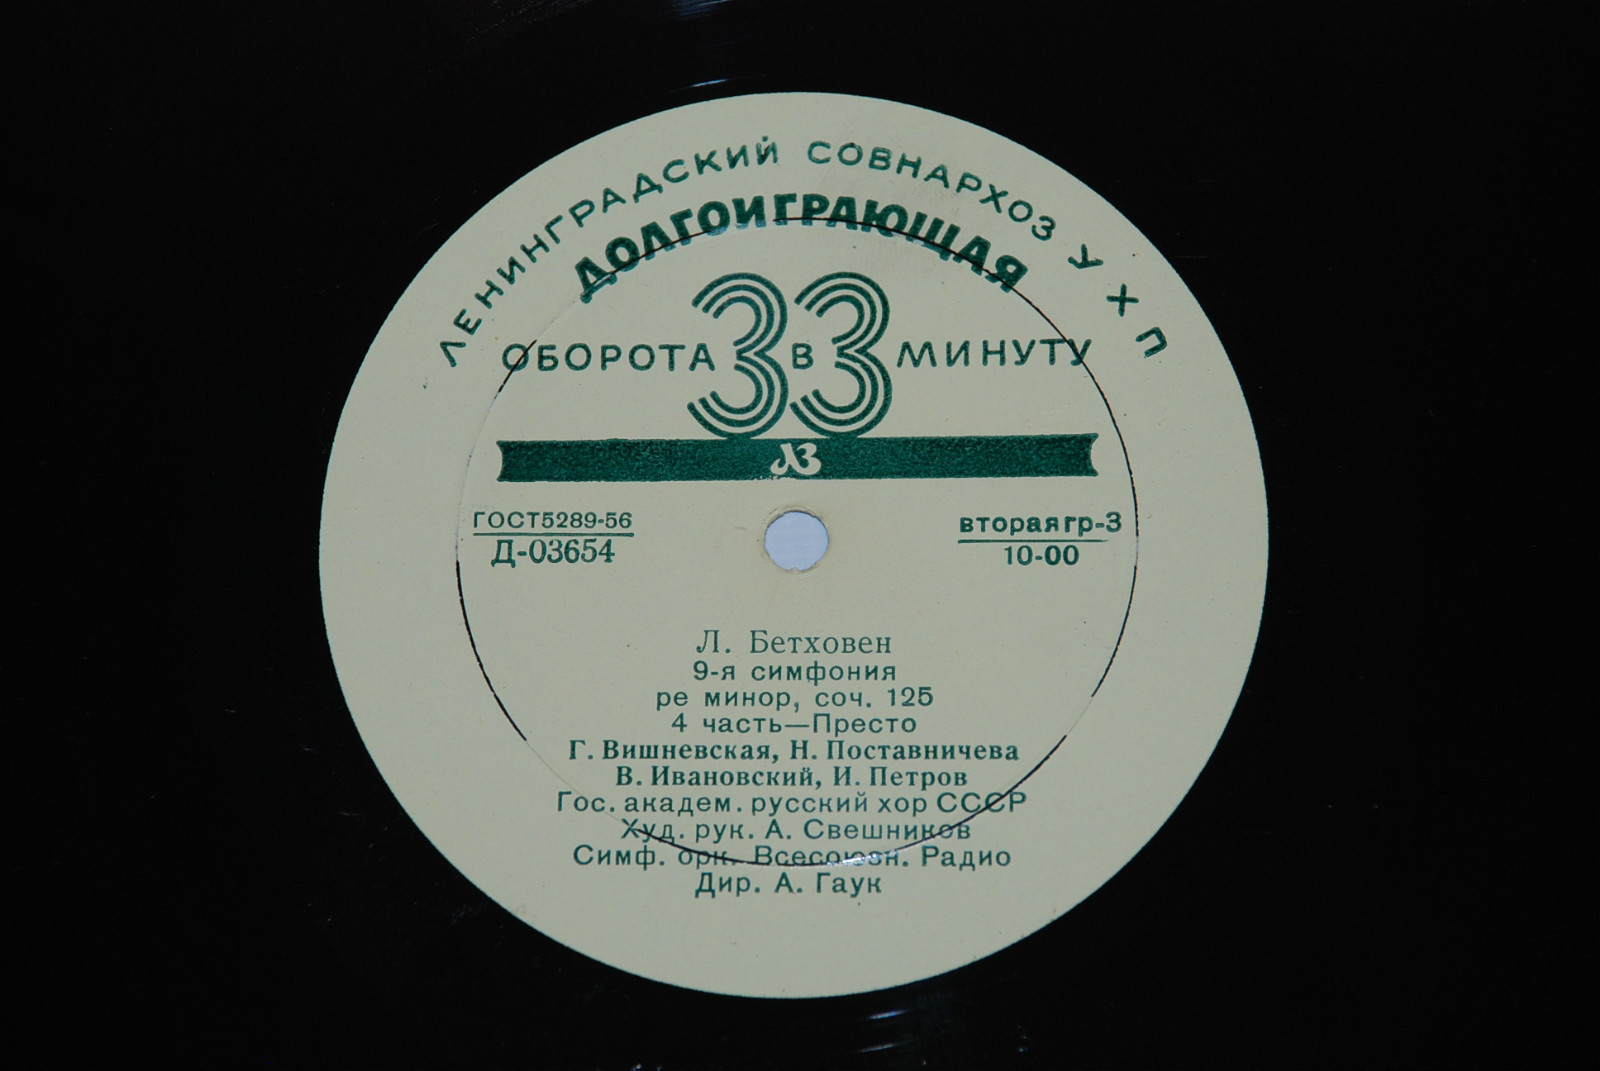 ЛЕНИНГРАДСКИЙ СОВНАРХОЗ УХП
ДОЛГОИГРАЮЩАЯ
33
ОБОРОТА В МИНУТУ
ЛЗ
ГОСТ5289-56
Д-03654
втораягр-3
10-00
Л. Бетховен
9-я симфония
ре минор, соч. 125
4 часть—Престо
Г. Вишневская, Н. Поставничева
В. Ивановский, И. Петров
Гос. академ. русский хор СССР
Худ. рук. А. Свешников
Симф. орк. Всесоюзн. Радио
Дир. А. Гаук